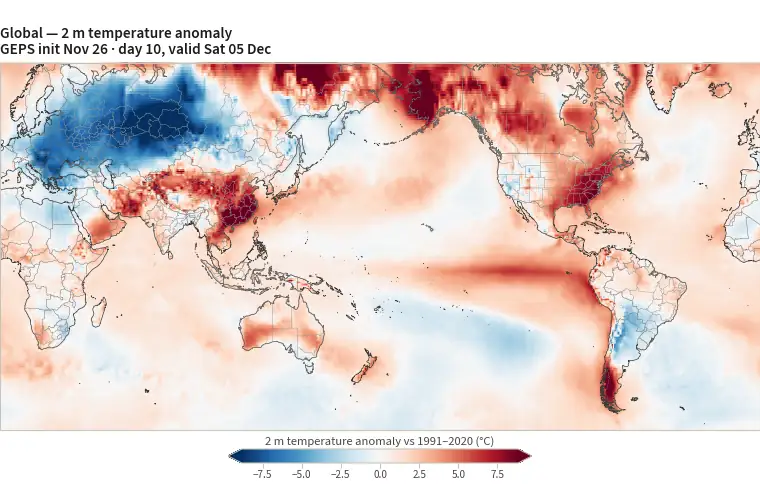 Global — 2 m temperature anomaly
GEPS init Nov 26 · day 10, valid Sat 05 Dec
2 m temperature anomaly vs 1991–2020 (°C)
−7.5 −5.0 −2.5 0.0 2.5 5.0 7.5